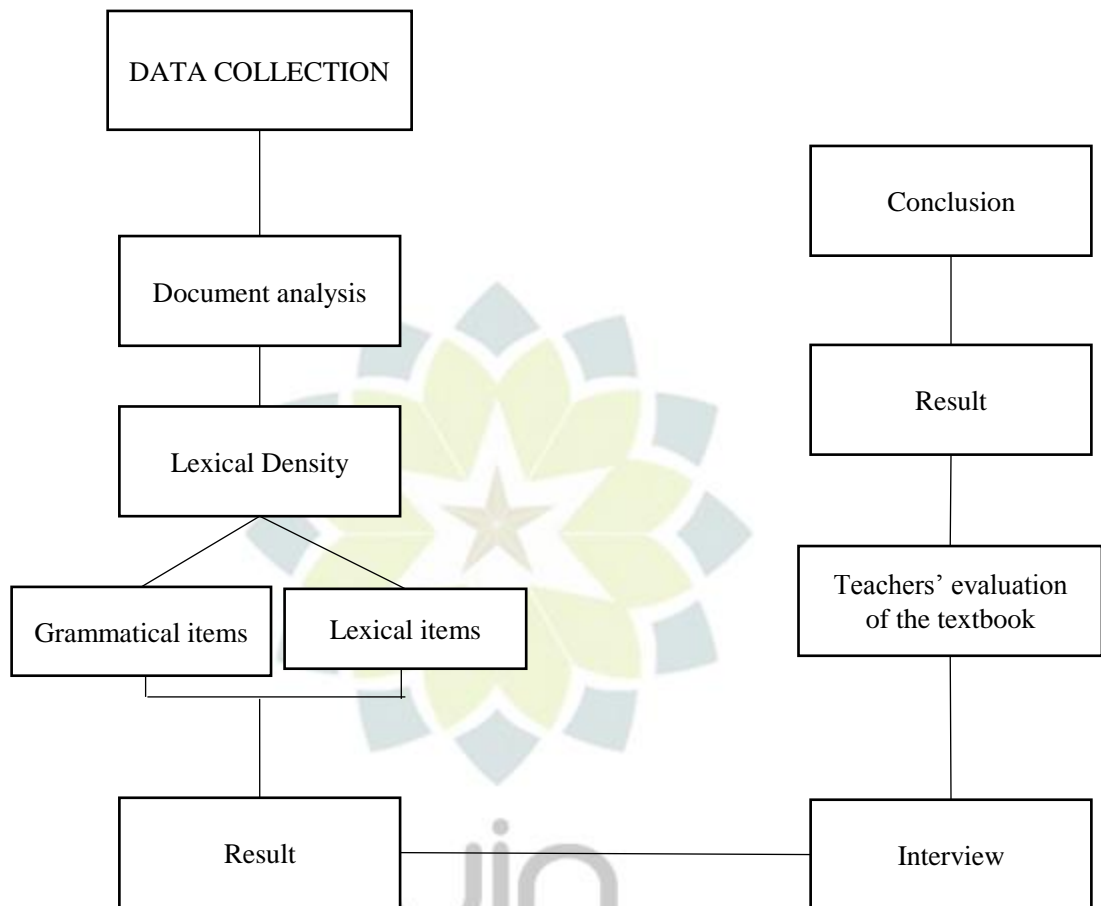 DATA COLLECTION
Document analysis
Lexical Density
Grammatical items
Lexical items
Result
Interview
Teachers’ evaluation
of the textbook
Result
Conclusion
uin